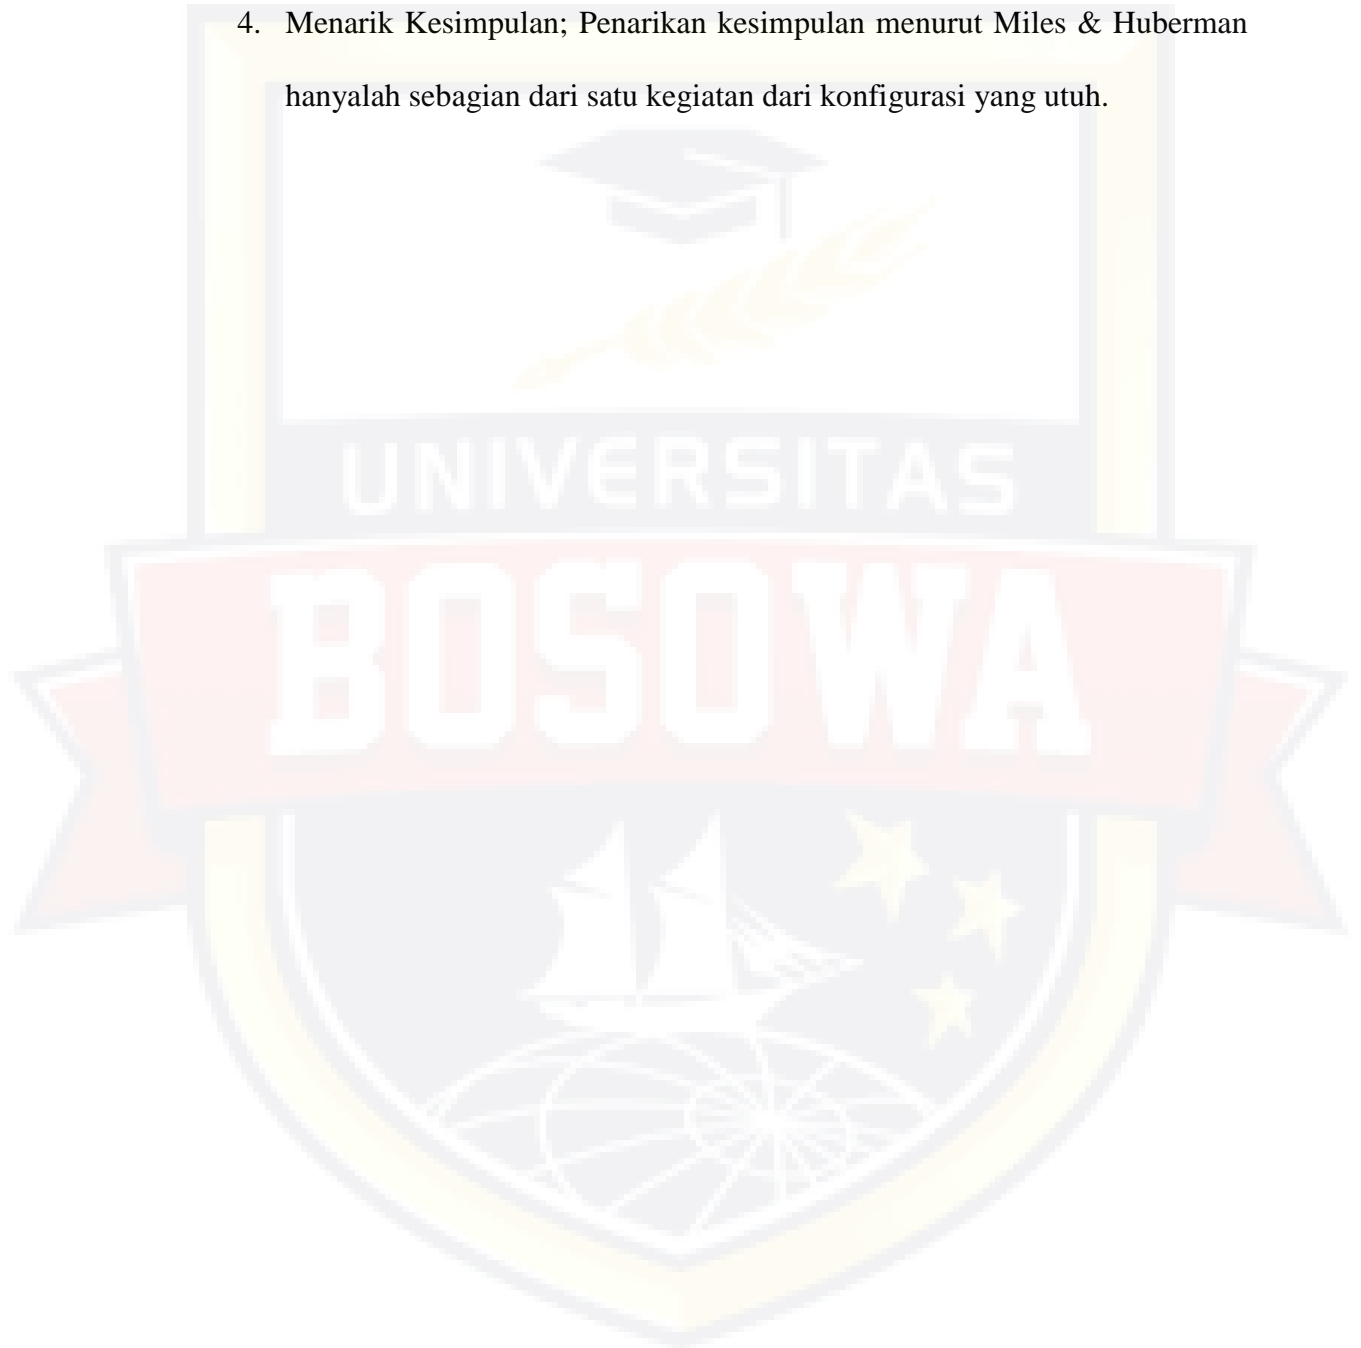 4. Menarik Kesimpulan; Penarikan kesimpulan menurut Miles & Huberman
hanyalah sebagian dari satu kegiatan dari konfigurasi yang utuh.
UNIVERSITAS
BOSOWA